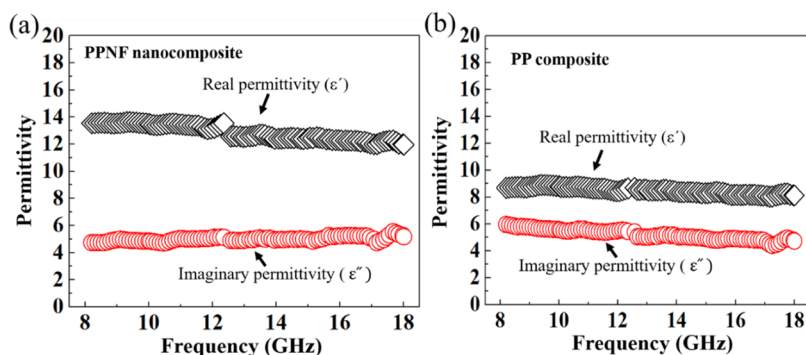 (a)
PPNF nanocomposite
Real permittivity (ε′)
Imaginary permittivity ( ε″ )
Permittivity
20
18
16
14
12
10
8
6
4
2
0
8 10 12 14 16 18
Frequency (GHz)
(b)
PP composite
Real permittivity (ε′)
Imaginary permittivity ( ε″ )
Permittivity
20
18
16
14
12
10
8
6
4
2
0
8 10 12 14 16 18
Frequency (GHz)